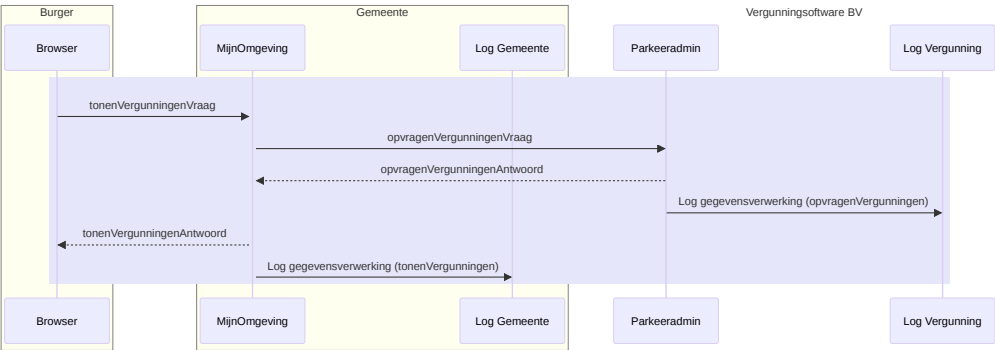 Burger
Gemeente
Vergunningsoftware BV
Browser
MijnOmgeving
Log Gemeente
Parkeeradmin
Log Vergunning
tonenVergunningenVraag
opvragenVergunningenVraag
opvragenVergunningenAntwoord
Log gegevensverwerking (opvragenVergunningen)
tonenVergunningenAntwoord
Log gegevensverwerking (tonenVergunningen)
Browser
MijnOmgeving
Log Gemeente
Parkeeradmin
Log Vergunning